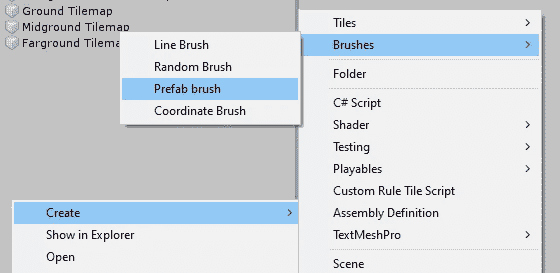 Ground Tilemap
Midground Tilemap
Farground Tilema
Line Brush
Random Brush
Prefab brush
Coordinate Brush
Tiles
Brushes
Folder
C# Script
Shader
Testing
Playables
Custom Rule Tile Script
Assembly Definition
TextMeshPro
Scene
Create
Show in Explorer
Open